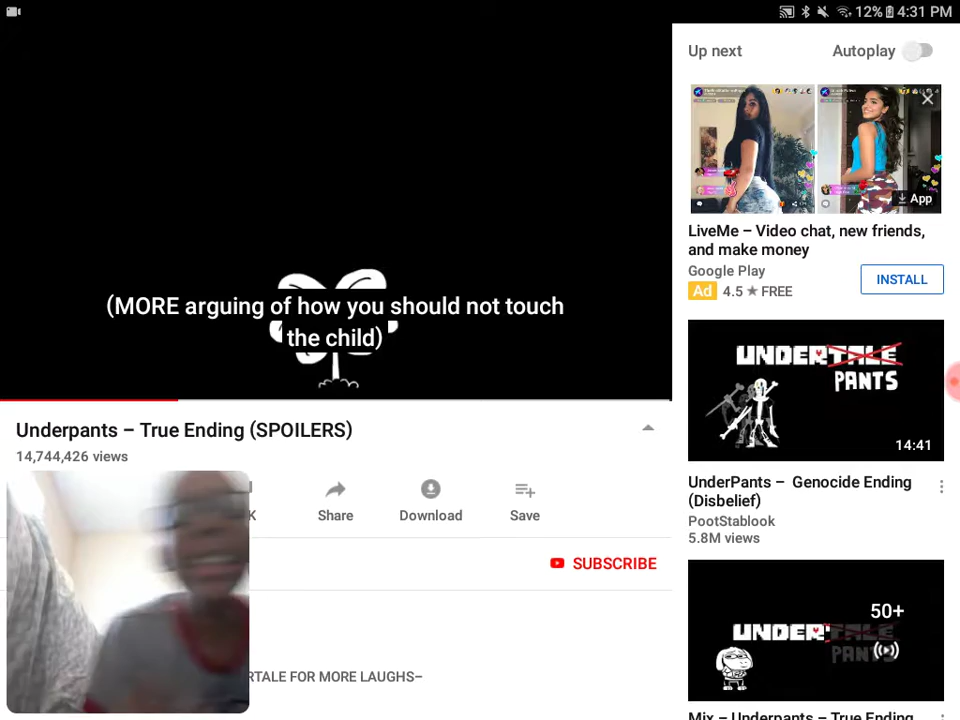 12% 4:31 PM
Up next
Autoplay
App
LiveMe – Video chat, new friends,
and make money
Google Play
INSTALL
Ad 4.5 ★ FREE
(MORE arguing of how you should not touch
the child)
UNDERTALE
PANTS
14:41
Underpants – True Ending (SPOILERS)
14,744,426 views
UnderPants – Genocide Ending
(Disbelief)
PootStablook
5.8M views
K
Share
Download
Save
SUBSCRIBE
50+
UNDERTALE
PANTS
RTALE FOR MORE LAUGHS–
Mix – Underpants – True Ending